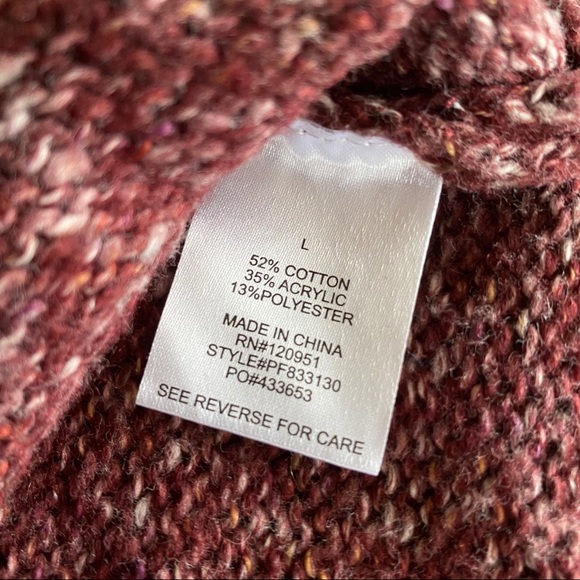 L
52% COTTON
35% ACRYLIC
13%POLYESTER
MADE IN CHINA
RN#120951
STYLE#PF833130
PO#433653
SEE REVERSE FOR CARE